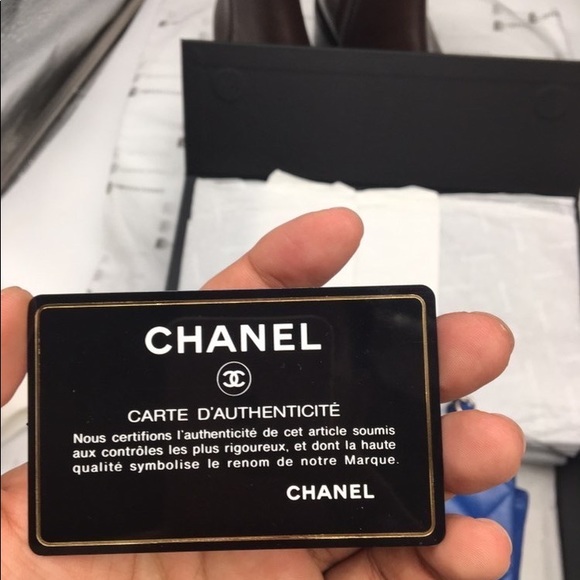 CHANEL
CARTE D'AUTHENTICITÉ
Nous certifions l'authenticité de cet article soumis
aux contrôles les plus rigoureux, et dont la haute
qualité symbolise le renom de notre Marque.
CHANEL